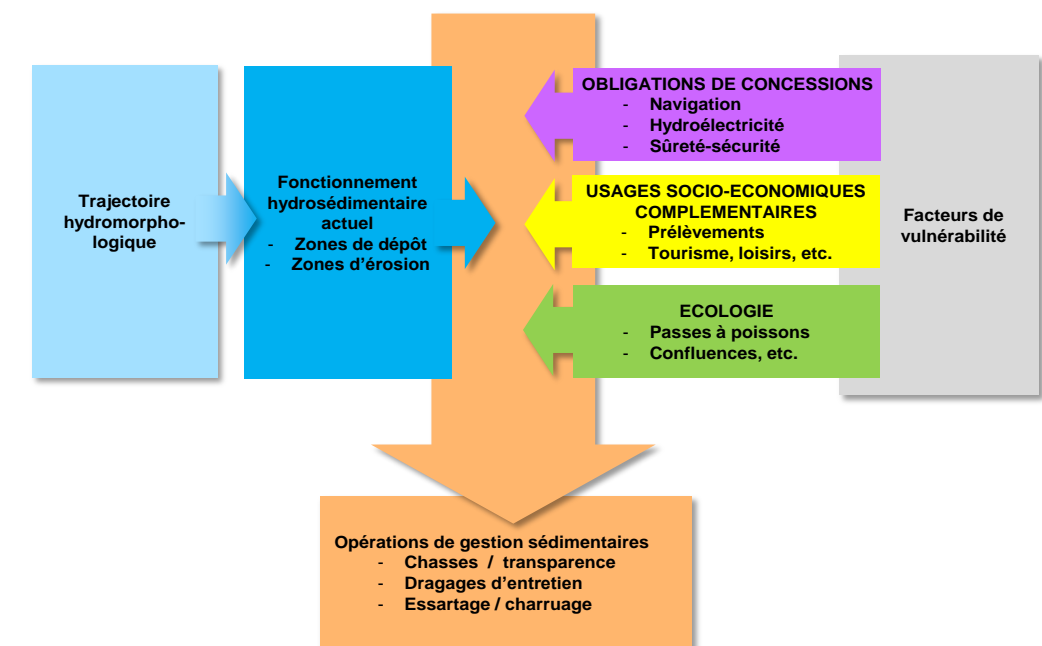 Trajectoire
hydromorpho-
logique
Fonctionnement
hydrosédimentaire
actuel
- Zones de dépôt
- Zones d'érosion
OBLIGATIONS DE CONCESSIONS
- Navigation
- Hydroélectricité
- Sûreté-sécurité
USAGES SOCIO-ECONOMIQUES
COMPLEMENTAIRES
- Prélèvements
- Tourisme, loisirs, etc.
ECOLOGIE
- Passes à poissons
- Confluences, etc.
Facteurs de
vulnérabilité
Opérations de gestion sédimentaires
- Chasses / transparence
- Dragages d'entretien
- Essartage / charruage